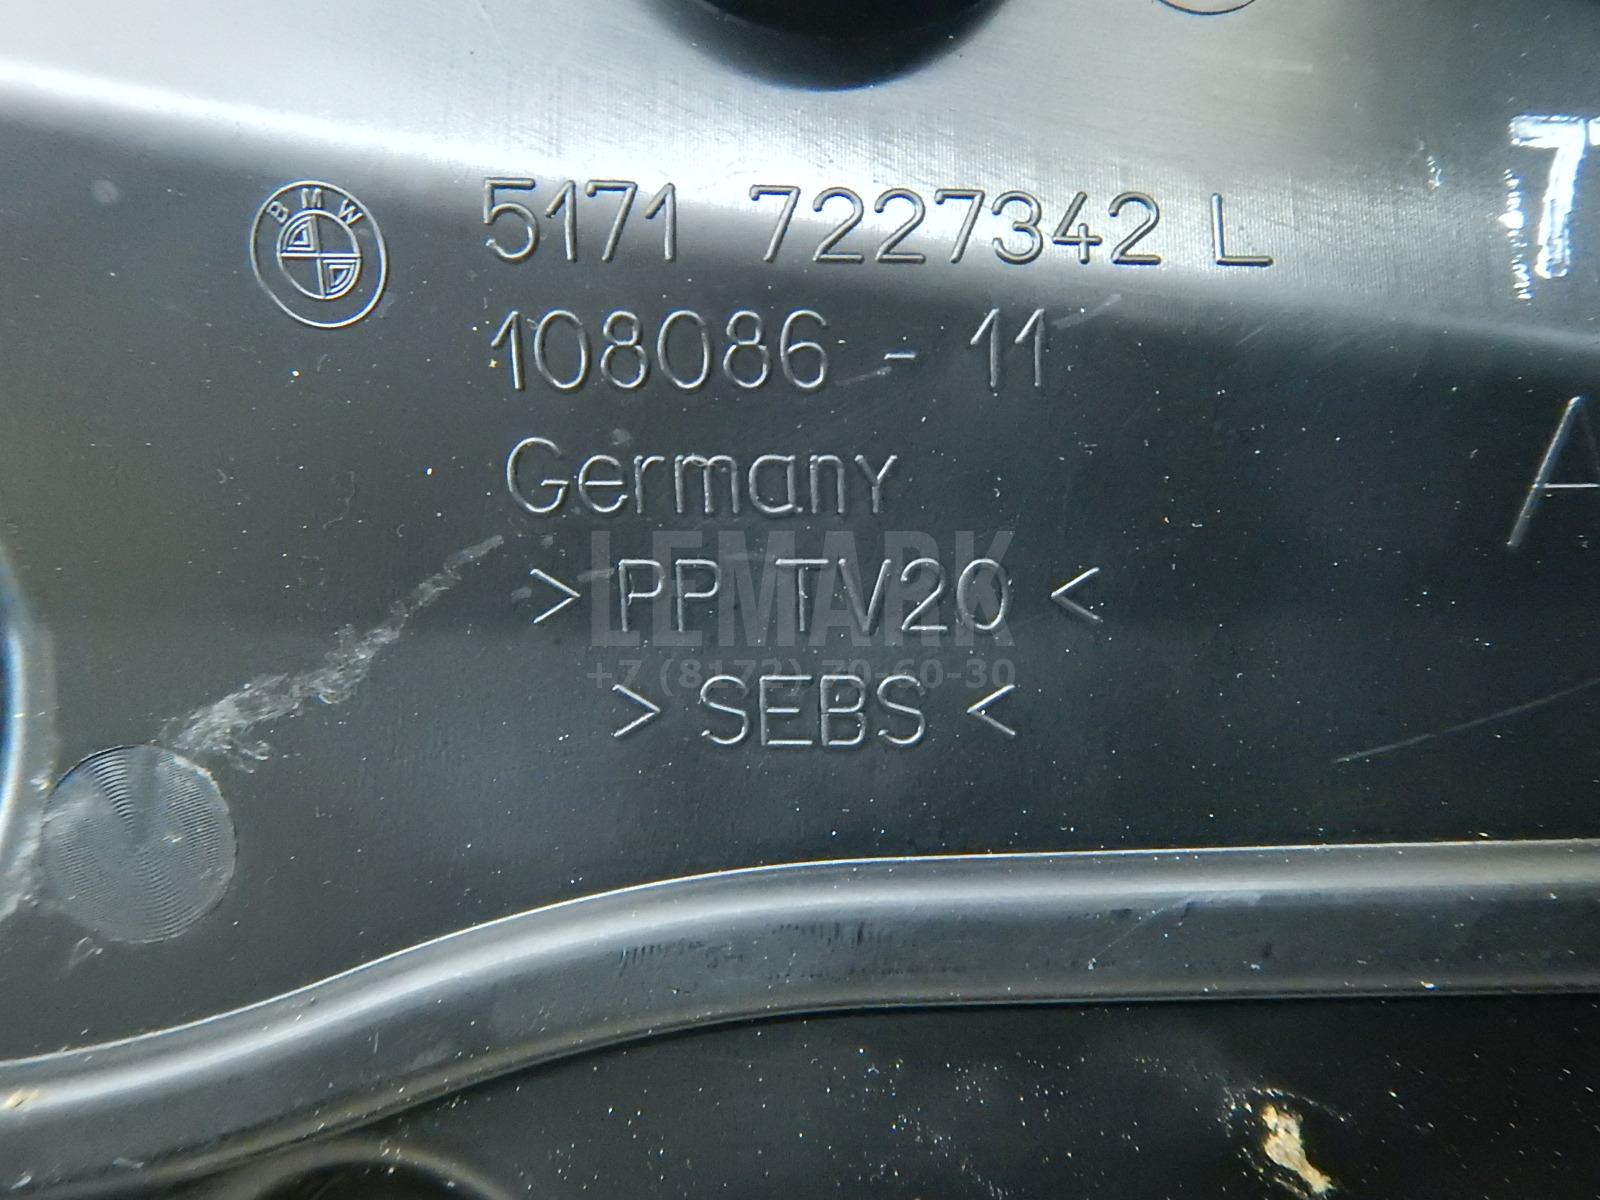 BMW
5171 7227342 L
108086 - 11
Germany
> PP TV20 <
> SEBS <
LEMARK
+7 (8172) 70-60-30
T
A